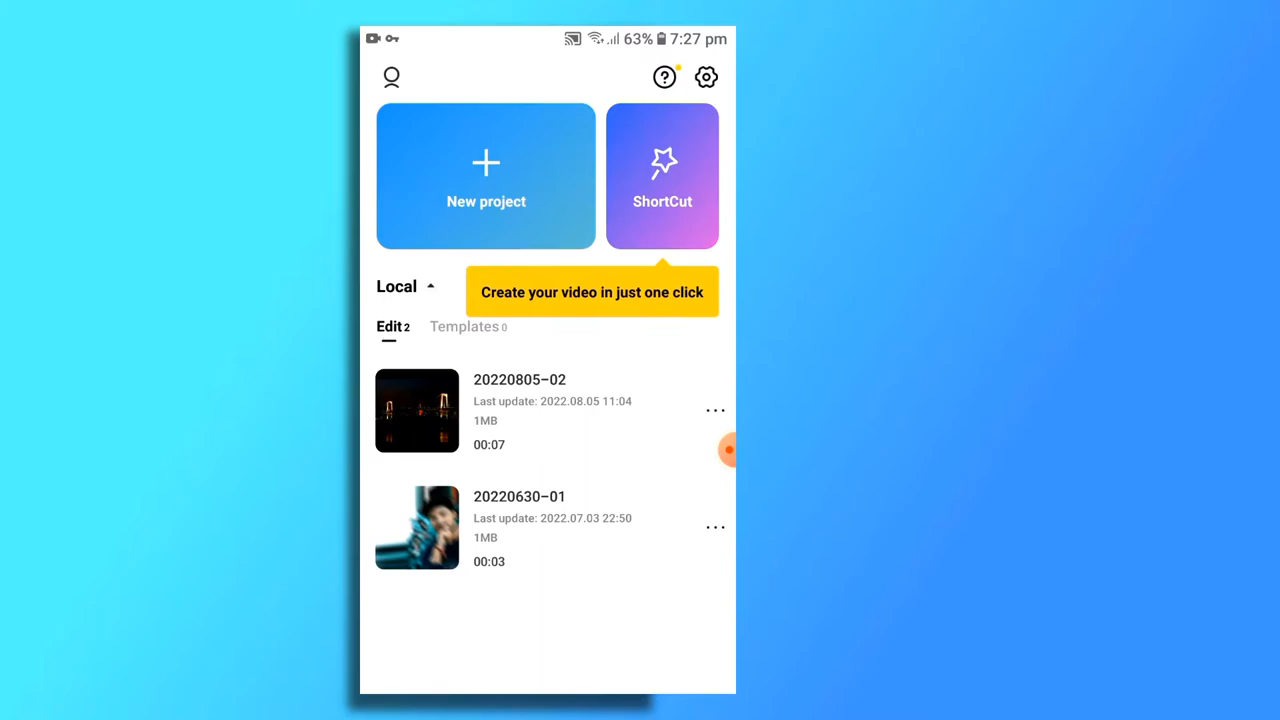 63% 7:27 pm
New project
ShortCut
Local
Create your video in just one click
Edit 2
Templates 0
20220805-02
Last update: 2022.08.05 11:04
1MB
00:07
20220630-01
Last update: 2022.07.03 22:50
1MB
00:03